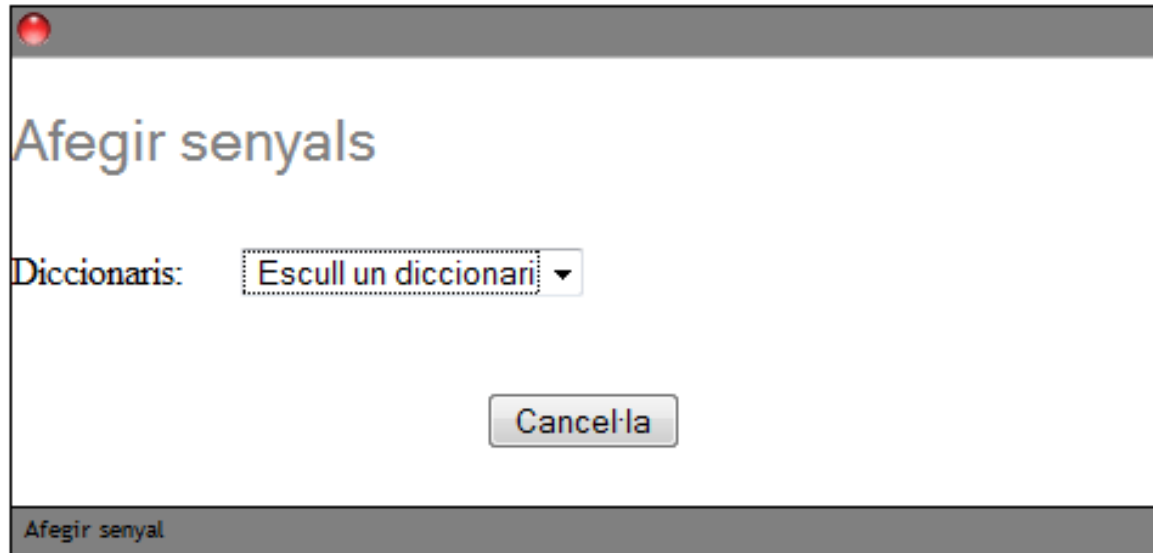 Afegir senyals
Diccionaris: Escull un diccionari
Cancel·la
Afegir senyal